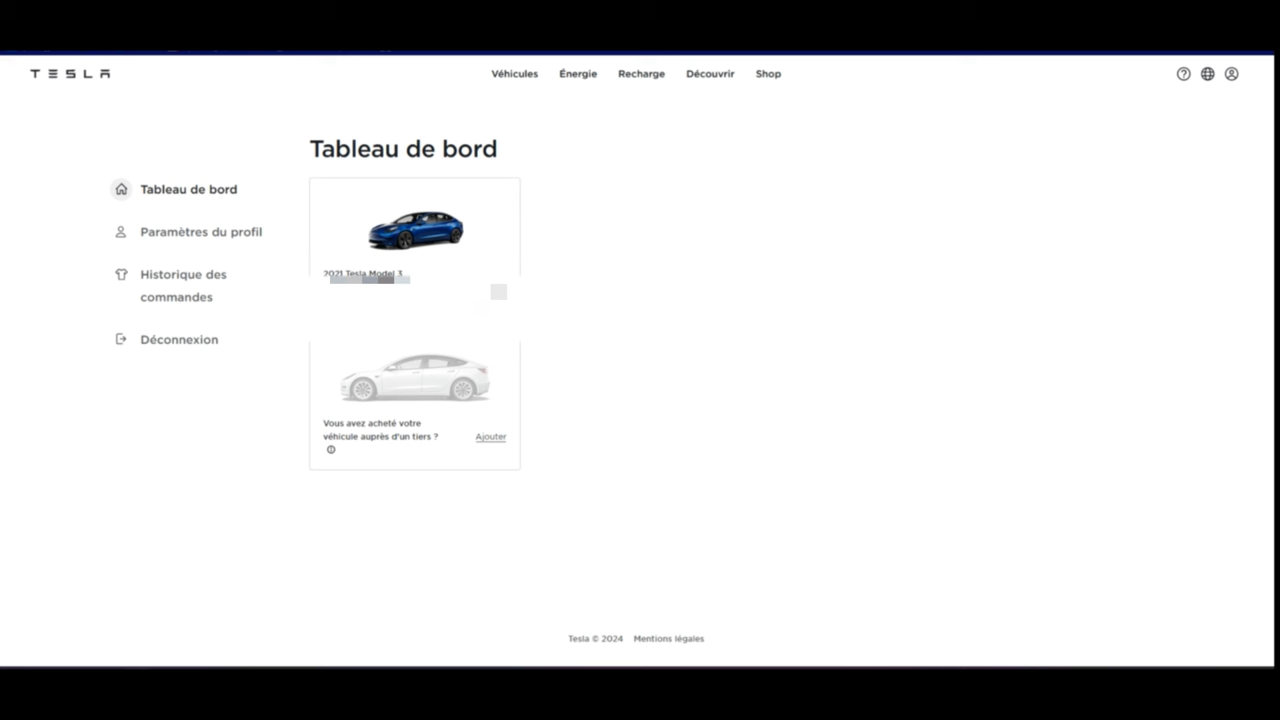 TESLA
Véhicules Énergie Recharge Découvrir Shop
Tableau de bord
Tableau de bord
Paramètres du profil
Historique des
commandes
Déconnexion
2021 Tesla Model 3
Vous avez acheté votre
véhicule auprès d'un tiers ?
Ajouter
Tesla © 2024 Mentions légales